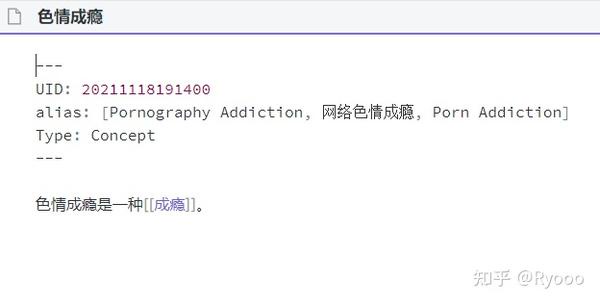 色情成瘾
---
UID: 20211118191400
alias: [Pornography Addiction, 网络色情成瘾, Porn Addiction]
Type: Concept
---
色情成瘾是一种[[成瘾]]。
知乎 @Ryooo